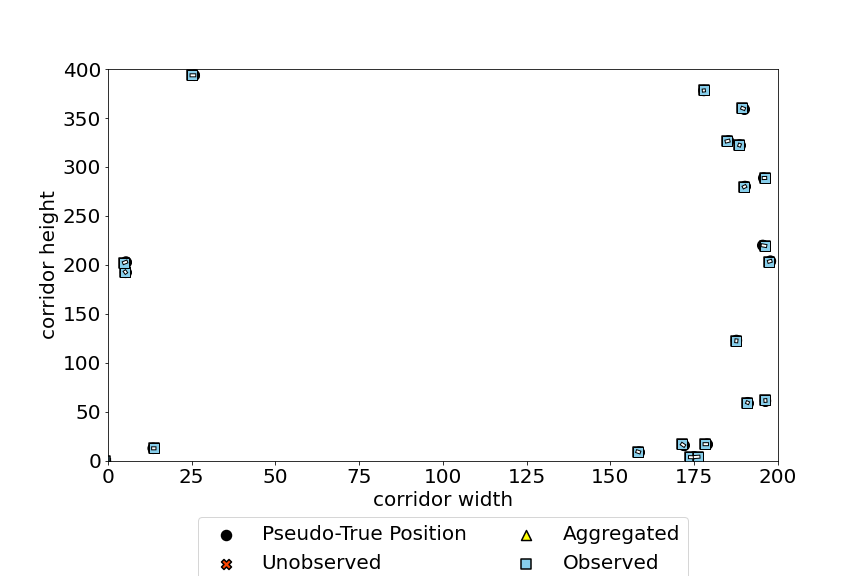 400
350
300
250
200
150
100
50
0
corridor height
0 25 50 75 100 125 150 175 200
corridor width
Pseudo-True Position Aggregated
Unobserved Observed